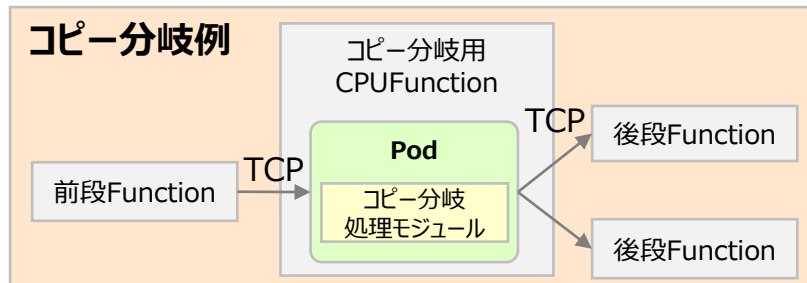 コピー分岐例
コピー分岐用
CPUFunction
TCP
TCP
Pod
後段Function
前段Function
コピー分岐
処理モジュール
後段Function